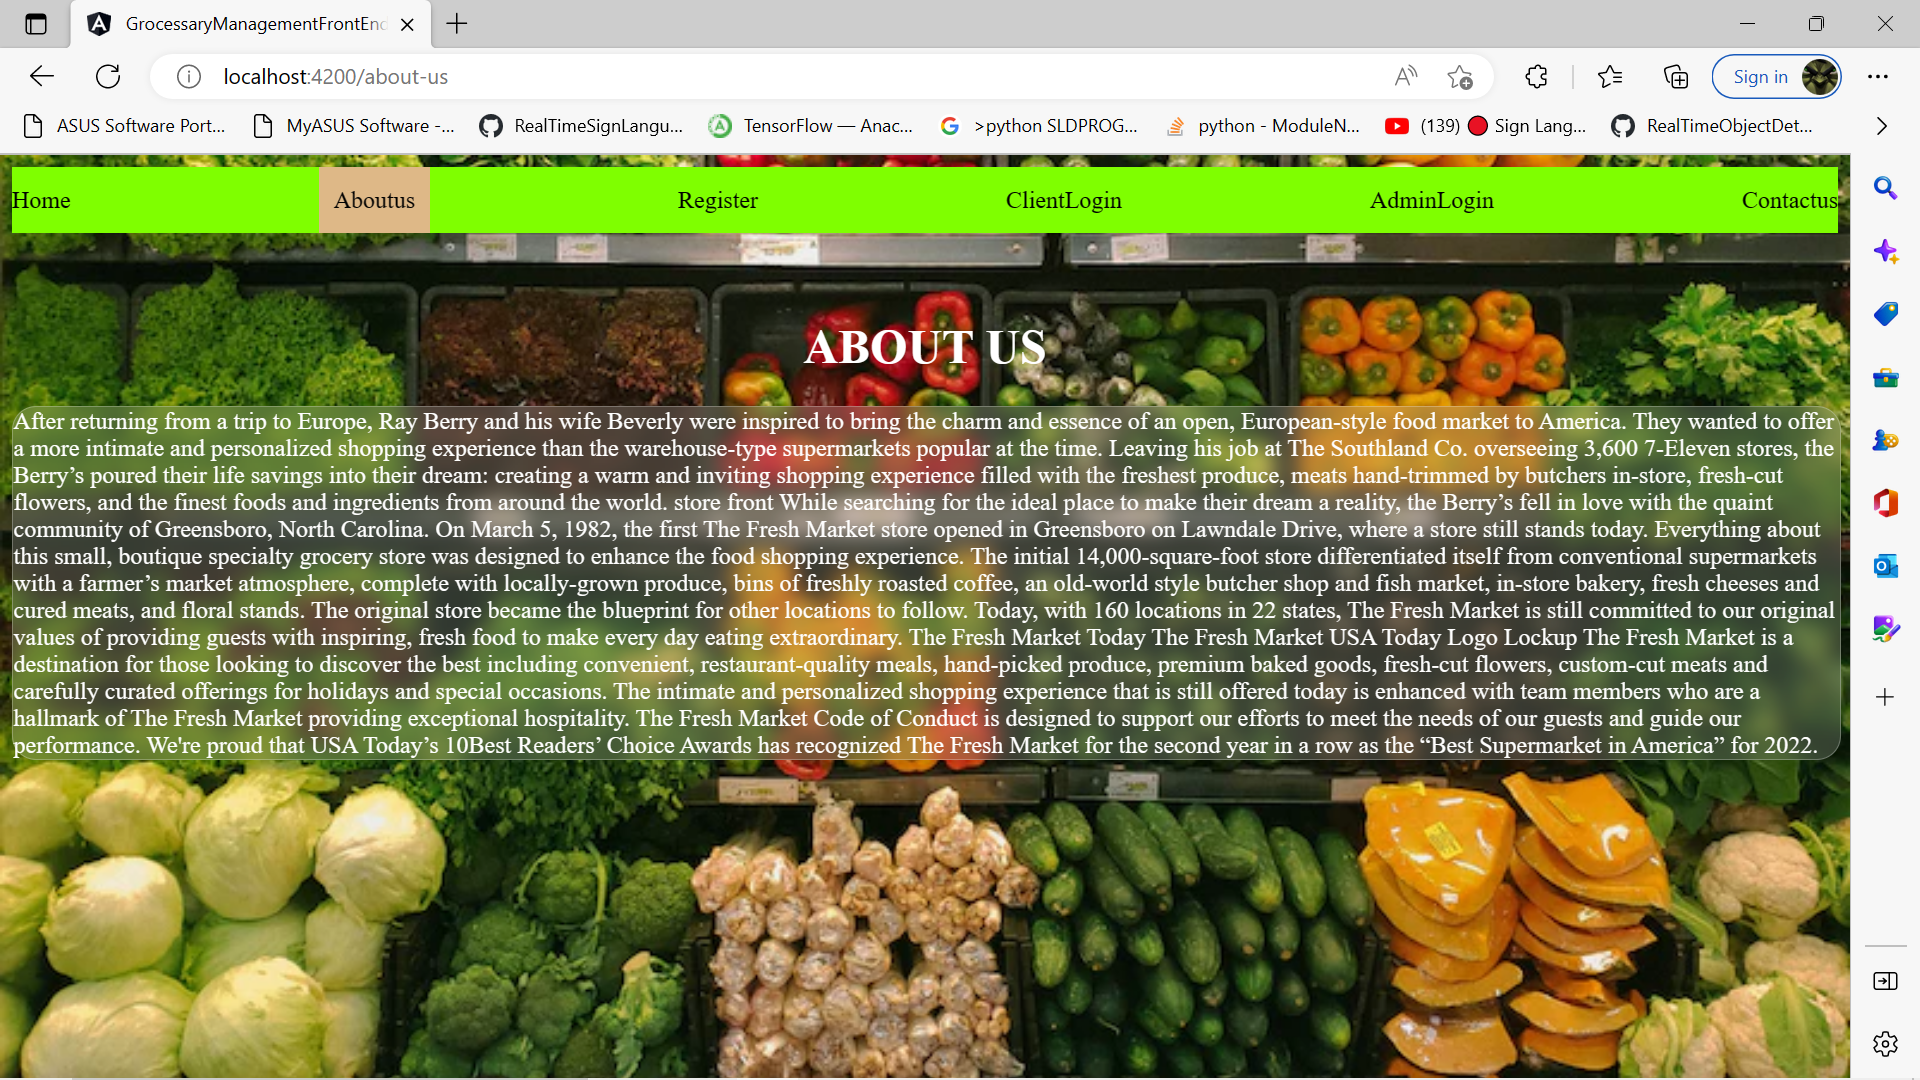 GrocessaryManagementFrontEnd
localhost:4200/about-us
Sign in
ASUS Software Port...
MyASUS Software -...
RealTimeSignLangu...
TensorFlow — Anac...
>python SLDPROG...
python - ModuleN...
(139) 🔴 Sign Lang...
RealTimeObjectDet...
Home
Aboutus
Register
ClientLogin
AdminLogin
Contactus
ABOUT US
After returning from a trip to Europe, Ray Berry and his wife Beverly were inspired to bring the charm and essence of an open, European-style food market to America. They wanted to offer
a more intimate and personalized shopping experience than the warehouse-type supermarkets popular at the time. Leaving his job at The Southland Co. overseeing 3,600 7-Eleven stores, the
Berry’s poured their life savings into their dream: creating a warm and inviting shopping experience filled with the freshest produce, meats hand-trimmed by butchers in-store, fresh-cut
flowers, and the finest foods and ingredients from around the world. store front While searching for the ideal place to make their dream a reality, the Berry’s fell in love with the quaint
community of Greensboro, North Carolina. On March 5, 1982, the first The Fresh Market store opened in Greensboro on Lawndale Drive, where a store still stands today. Everything about
this small, boutique specialty grocery store was designed to enhance the food shopping experience. The initial 14,000-square-foot store differentiated itself from conventional supermarkets
with a farmer’s market atmosphere, complete with locally-grown produce, bins of freshly roasted coffee, an old-world style butcher shop and fish market, in-store bakery, fresh cheeses and
cured meats, and floral stands. The original store became the blueprint for other locations to follow. Today, with 160 locations in 22 states, The Fresh Market is still committed to our original
values of providing guests with inspiring, fresh food to make every day eating extraordinary. The Fresh Market Today The Fresh Market USA Today Logo Lockup The Fresh Market is a
destination for those looking to discover the best including convenient, restaurant-quality meals, hand-picked produce, premium baked goods, fresh-cut flowers, custom-cut meats and
carefully curated offerings for holidays and special occasions. The intimate and personalized shopping experience that is still offered today is enhanced with team members who are a
hallmark of The Fresh Market providing exceptional hospitality. The Fresh Market Code of Conduct is designed to support our efforts to meet the needs of our guests and guide our
performance. We're proud that USA Today’s 10Best Readers’ Choice Awards has recognized The Fresh Market for the second year in a row as the “Best Supermarket in America” for 2022.